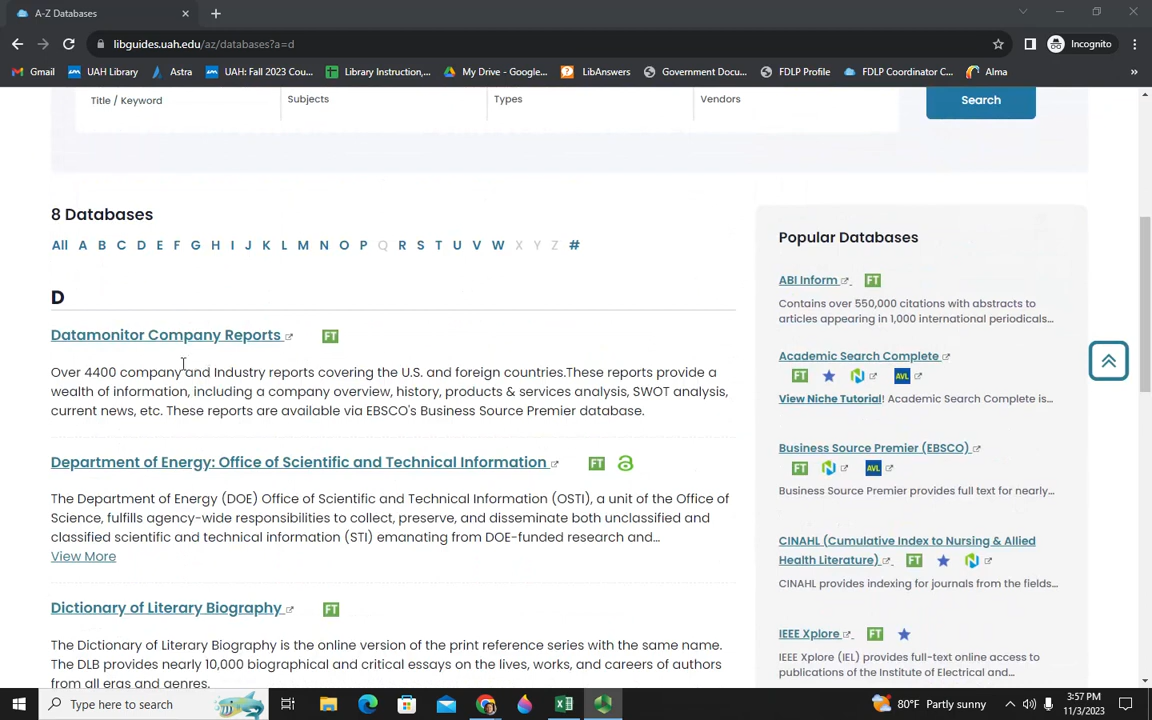 A-Z Databases
libguides.uah.edu/az/databases?a=d
Incognito
Gmail
UAH Library
Astra
UAH: Fall 2023 Cou...
Library Instruction,...
My Drive - Google...
LibAnswers
Government Docu...
FDLP Profile
FDLP Coordinator C...
Alma
»
Title / Keyword
Subjects
Types
Vendors
Search
8 Databases
All A B C D E F G H I J K L M N O P Q R S T U V W X Y Z #
D
Datamonitor Company Reports
FT
Over 4400 company and Industry reports covering the U.S. and foreign countries.These reports provide a
wealth of information, including a company overview, history, products & services analysis, SWOT analysis,
current news, etc. These reports are available via EBSCO's Business Source Premier database.
Department of Energy: Office of Scientific and Technical Information
FT
The Department of Energy (DOE) Office of Scientific and Technical Information (OSTI), a unit of the Office of
Science, fulfills agency-wide responsibilities to collect, preserve, and disseminate both unclassified and
classified scientific and technical information (STI) emanating from DOE-funded research and...
View More
Dictionary of Literary Biography
FT
The Dictionary of Literary Biography is the online version of the print reference series with the same name.
The DLB provides nearly 10,000 biographical and critical essays on the lives, works, and careers of authors
from all eras and genres.
Popular Databases
ABI Inform
FT
Contains over 550,000 citations with abstracts to
articles appearing in 1,000 international periodicals...
Academic Search Complete
FT
N
AVL
View Niche Tutorial! Academic Search Complete is...
Business Source Premier (EBSCO)
FT
N
AVL
Business Source Premier provides full text for nearly...
CINAHL (Cumulative Index to Nursing & Allied
Health Literature)
FT
N
CINAHL provides indexing for journals from the fields...
IEEE Xplore
FT
IEEE Xplore (IEL) provides full-text online access to
publications of the Institute of Electrical and...
Type here to search
80°F Partly sunny
3:57 PM
11/3/2023